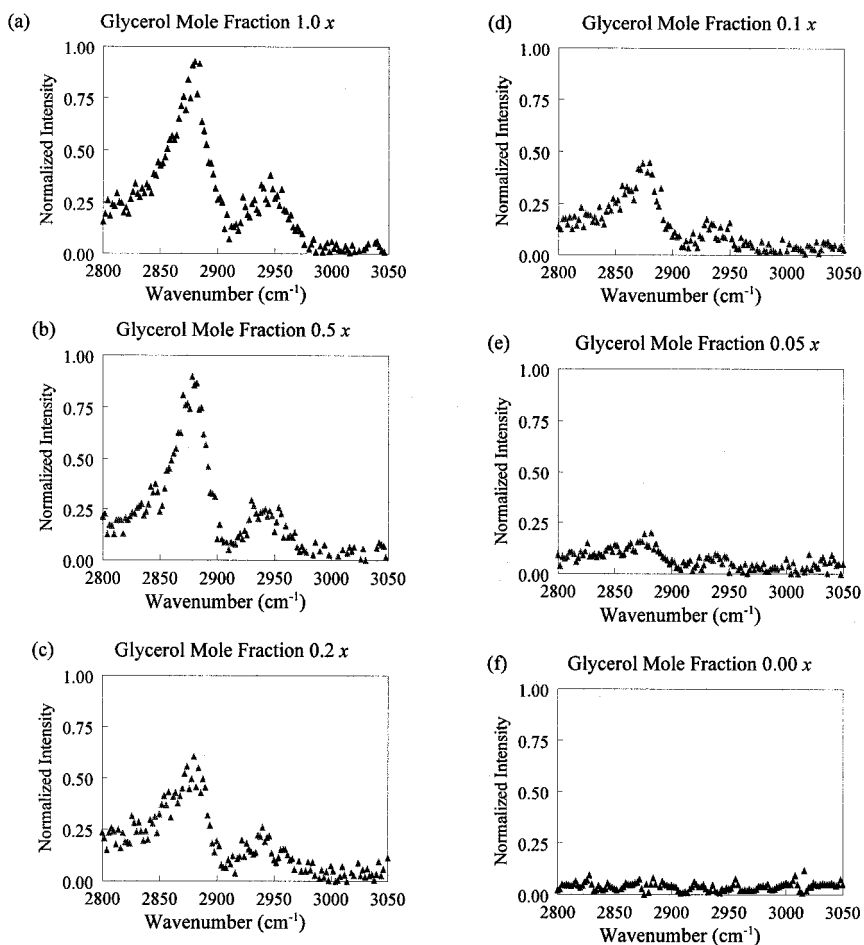 (a) Glycerol Mole Fraction 1.0 x
1.00
0.75
0.50
0.25
0.00
Normalized Intensity
2800 2850 2900 2950 3000 3050
Wavenumber (cm⁻¹)
(b) Glycerol Mole Fraction 0.5 x
1.00
0.75
0.50
0.25
0.00
Normalized Intensity
2800 2850 2900 2950 3000 3050
Wavenumber (cm⁻¹)
(c) Glycerol Mole Fraction 0.2 x
1.00
0.75
0.50
0.25
0.00
Normalized Intensity
2800 2850 2900 2950 3000 3050
Wavenumber (cm⁻¹)
(d) Glycerol Mole Fraction 0.1 x
1.00
0.75
0.50
0.25
0.00
Normalized Intensity
2800 2850 2900 2950 3000 3050
Wavenumber (cm⁻¹)
(e) Glycerol Mole Fraction 0.05 x
1.00
0.75
0.50
0.25
0.00
Normalized Intensity
2800 2850 2900 2950 3000 3050
Wavenumber (cm⁻¹)
(f) Glycerol Mole Fraction 0.00 x
1.00
0.75
0.50
0.25
0.00
Normalized Intensity
2800 2850 2900 2950 3000 3050
Wavenumber (cm⁻¹)